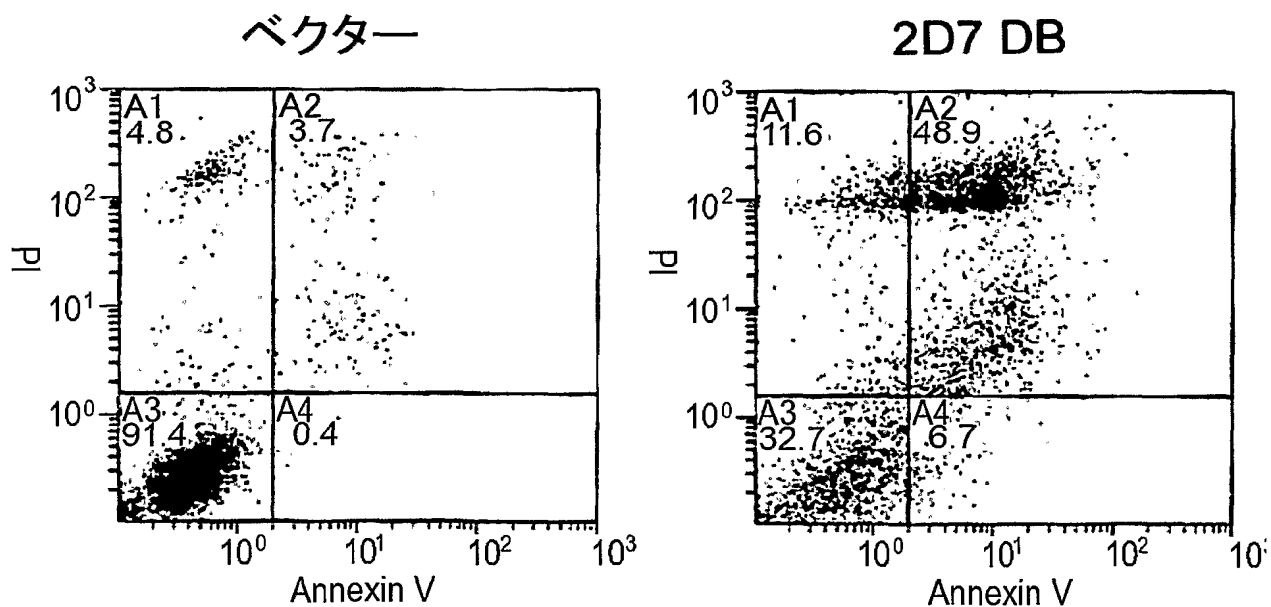 ベクター
10³
A1
4.8
A2
3.7
10²
PI
10¹
10⁰
A3
91.4
A4
0.4
10⁰
10¹
10²
10³
Annexin V
2D7 DB
10³
A1
11.6
A2
48.9
10²
PI
10¹
10⁰
A3
32.7
A4
6.7
10⁰
10¹
10²
Annexin V